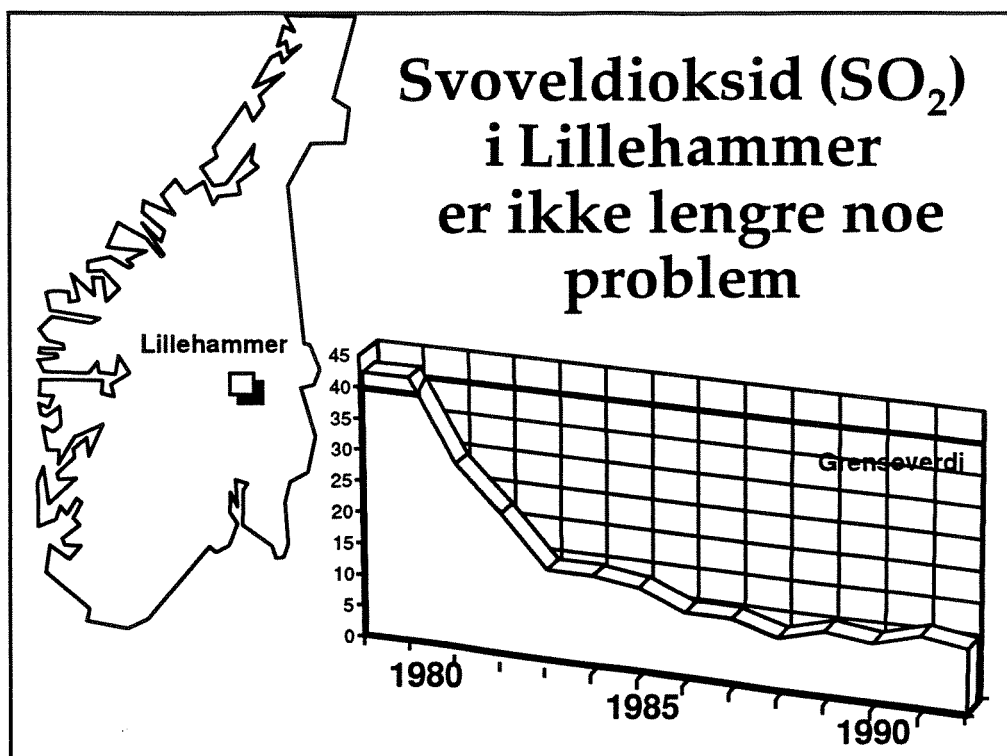 Svoveldioksid (SO₂)
i Lillehammer
er ikke lengre noe
problem
Lillehammer
45
40
35
30
25
20
15
10
5
0
Grenseverdi
1980
1985
1990